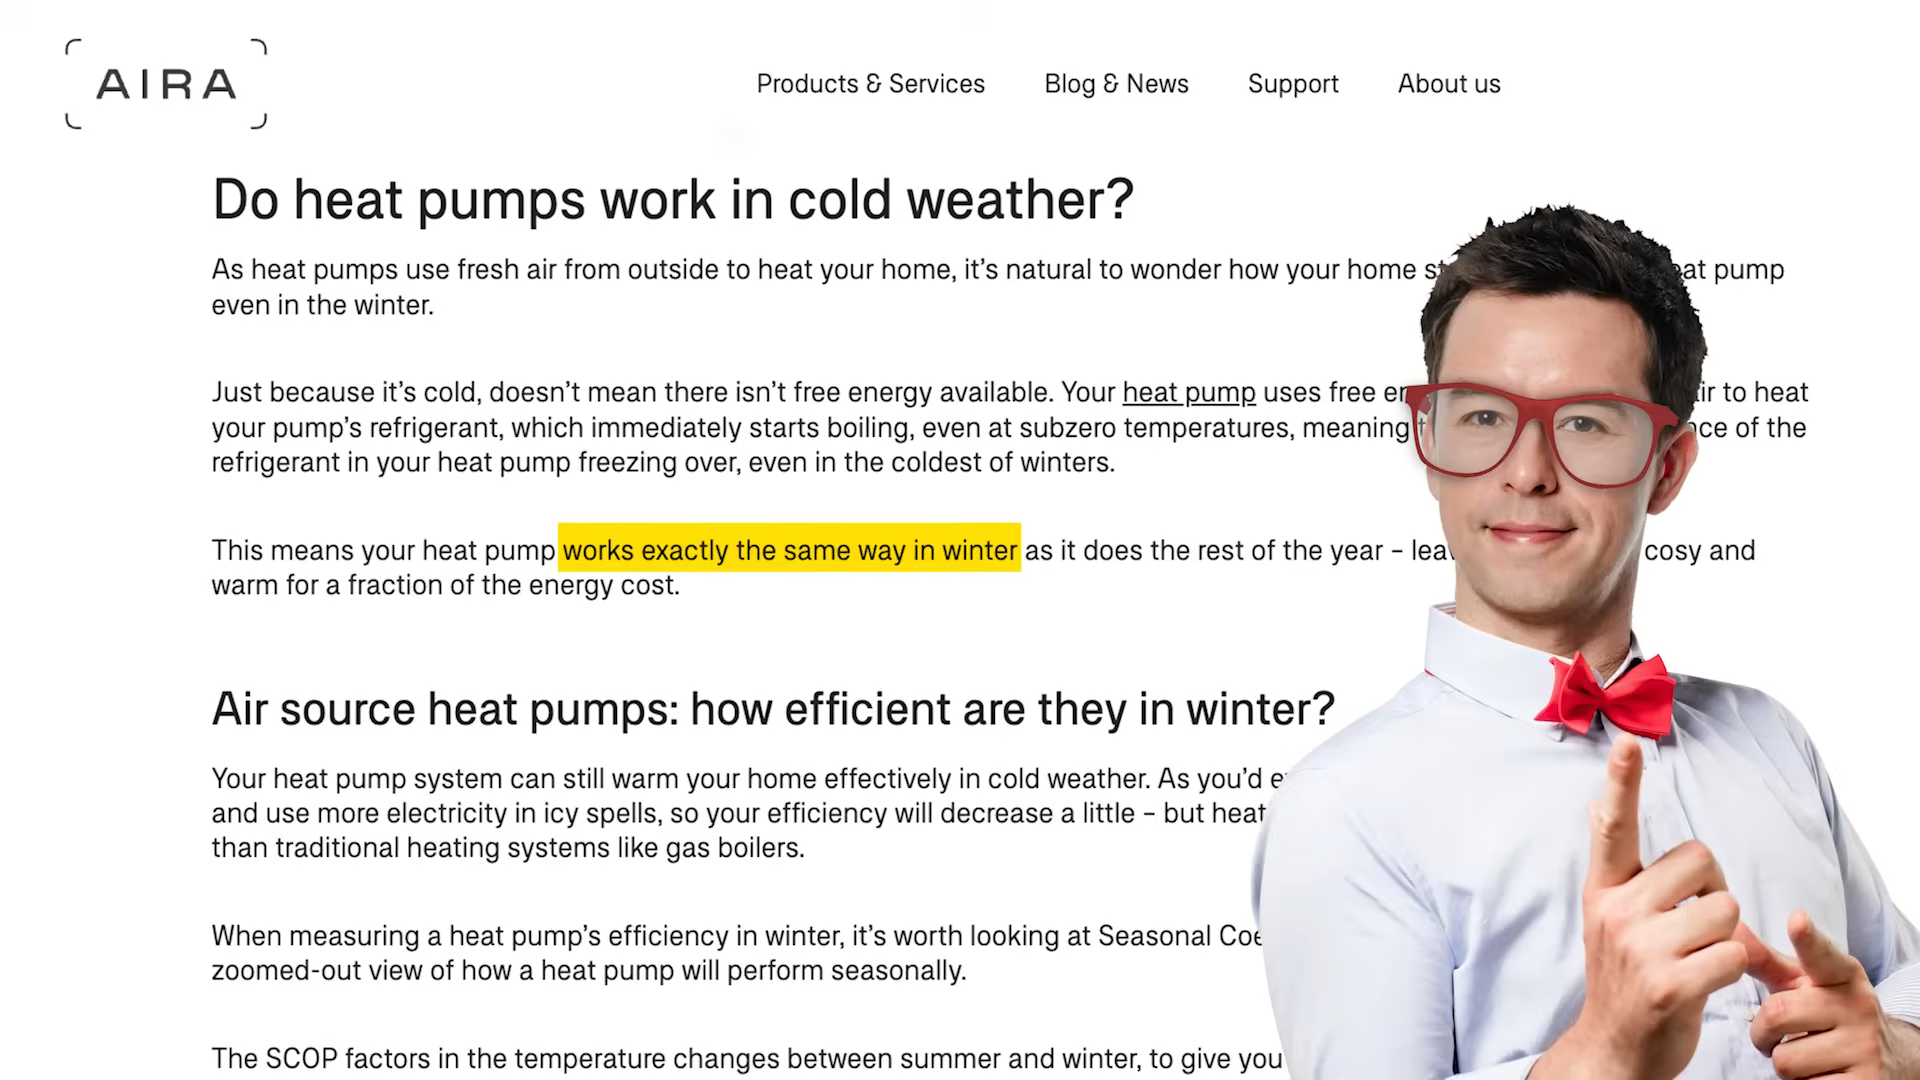 AIRA
Products & Services
Blog & News
Support
About us
Do heat pumps work in cold weather?
As heat pumps use fresh air from outside to heat your home, it's natural to wonder how your home pump
even in the winter.
Just because it's cold, doesn't mean there isn't free energy available. Your heat pump uses free to heat
your pump's refrigerant, which immediately starts boiling, even at subzero temperatures, meaning of the
refrigerant in your heat pump freezing over, even in the coldest of winters.
This means your heat pump works exactly the same way in winter as it does the rest of the year – cosy and
warm for a fraction of the energy cost.
Air source heat pumps: how efficient are they in winter?
Your heat pump system can still warm your home effectively in cold weather. As you'd
and use more electricity in icy spells, so your efficiency will decrease a little – but heat
than traditional heating systems like gas boilers.
When measuring a heat pump's efficiency in winter, it's worth looking at Seasonal
zoomed-out view of how a heat pump will perform seasonally.
The SCOP factors in the temperature changes between summer and winter, to give you